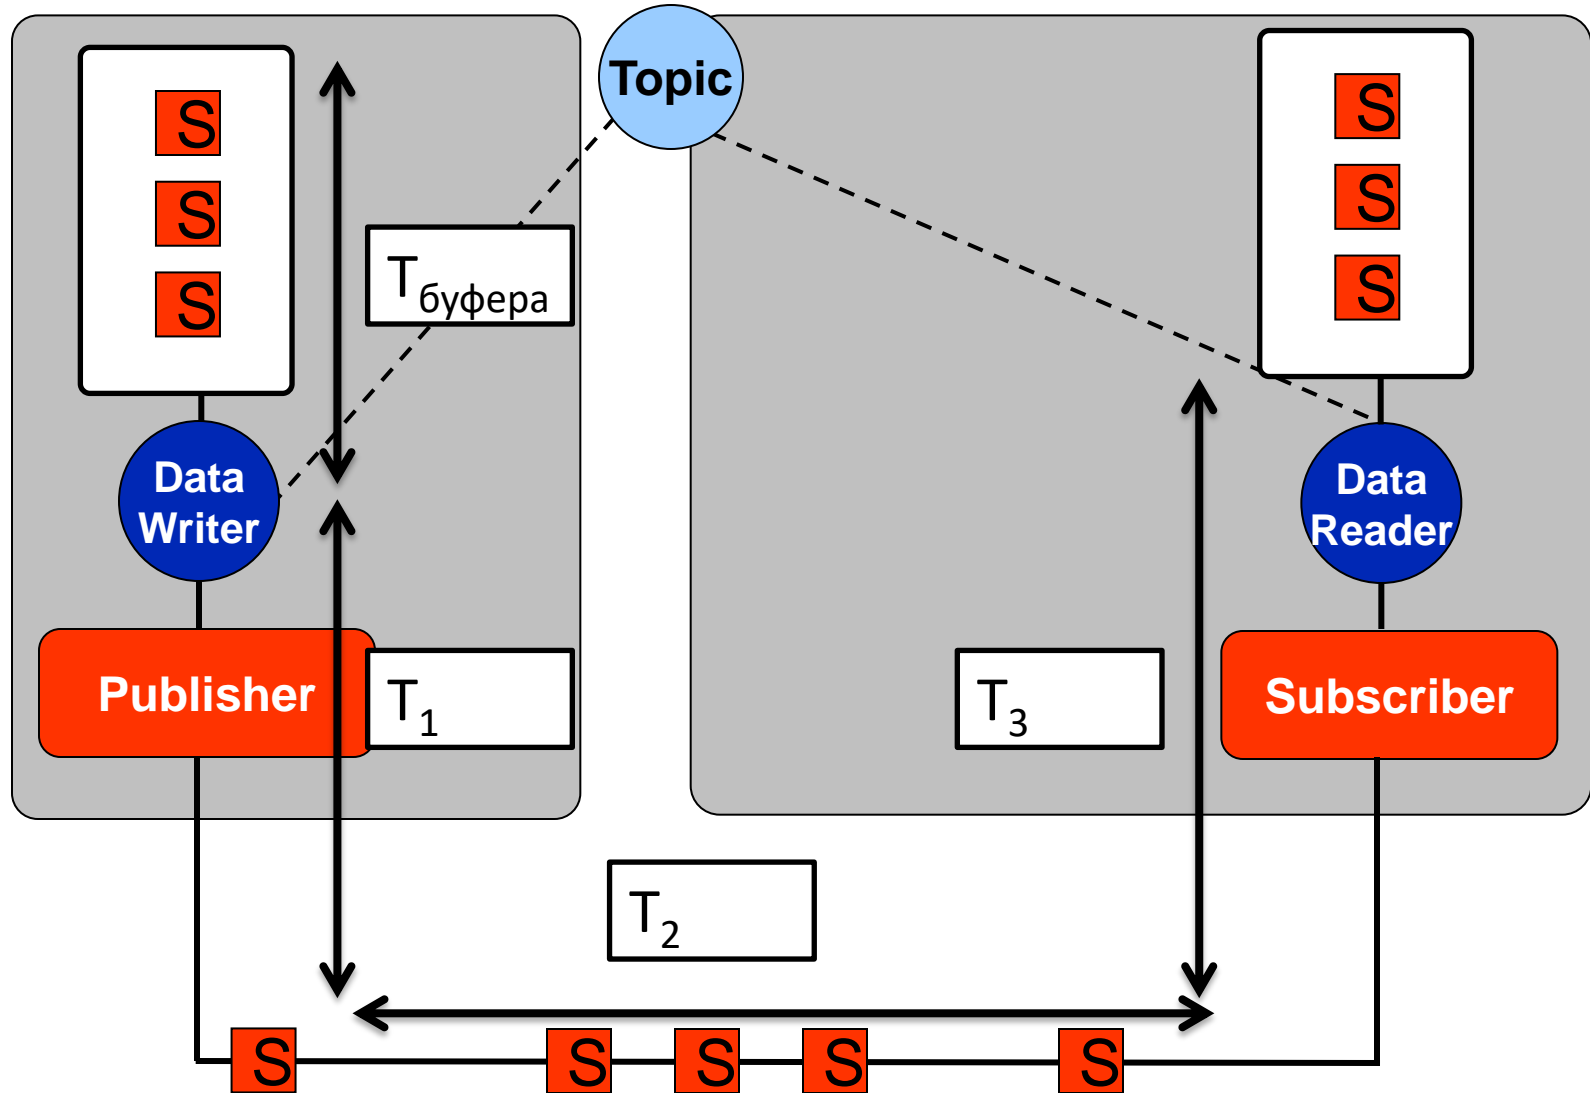 Topic
S
S
S
S
S
S
Tбуфера
Data
Writer
Data
Reader
Publisher
T1
T3
Subscriber
T2
S
S
S
S
S